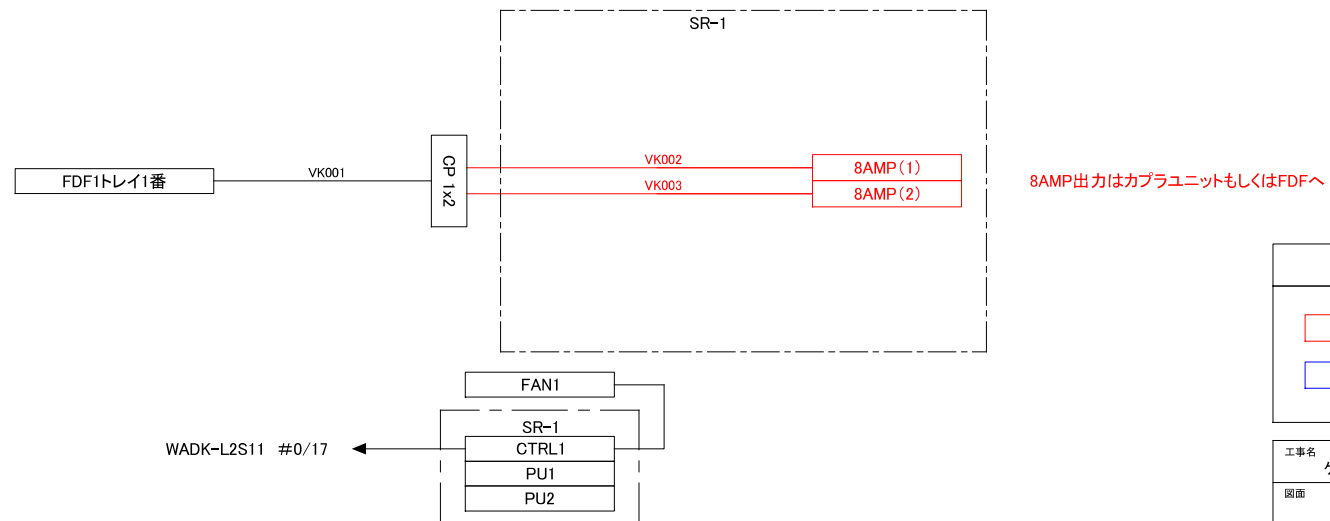 SR-1
FDF1トレイ1番
VK001
CP 1x2
VK002
VK003
8AMP(1)
8AMP(2)
8AMP出力はカプラユニットもしくはFDFへ
FAN1
SR-1
WADK-L2S11 #0/17
CTRL1
PU1
PU2
工事名
図面